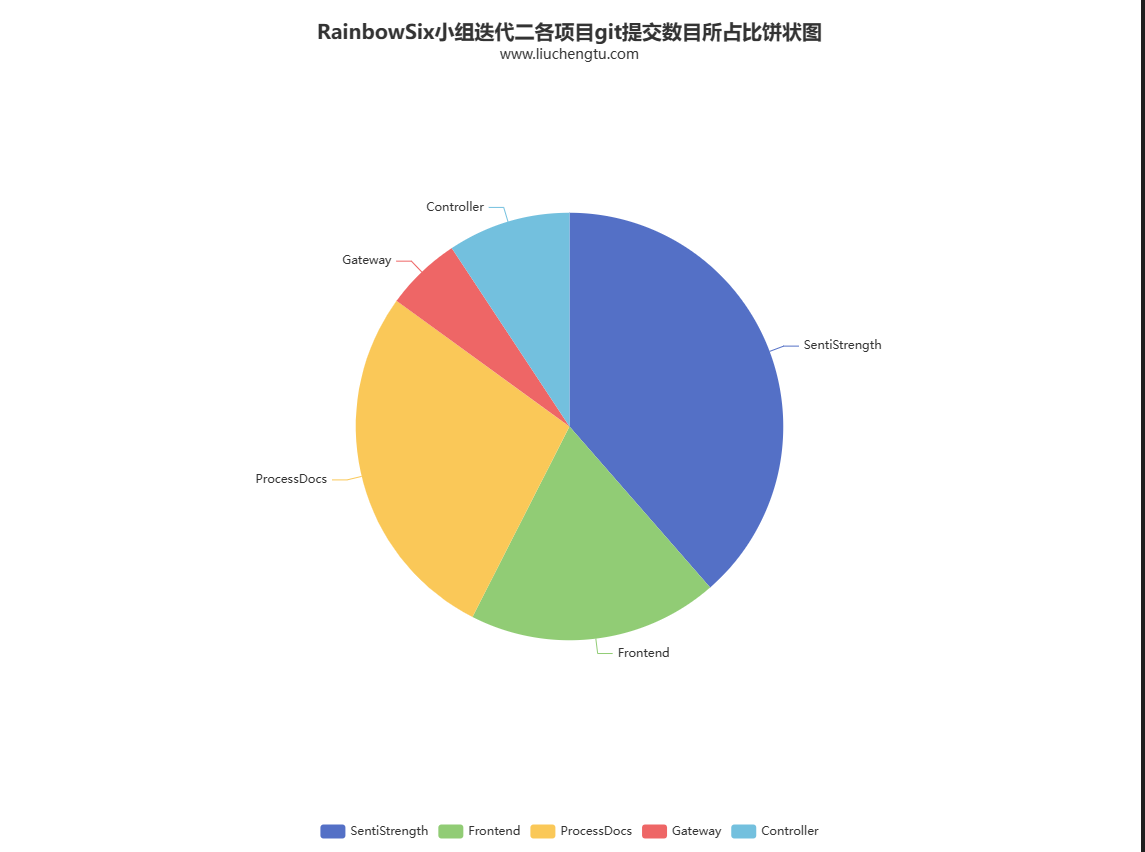 RainbowSix小组迭代二各项目git提交数目所占比饼状图
www.liuchengtu.com
Controller
Gateway
SentiStrength
ProcessDocs
Frontend
SentiStrength Frontend ProcessDocs Gateway Controller